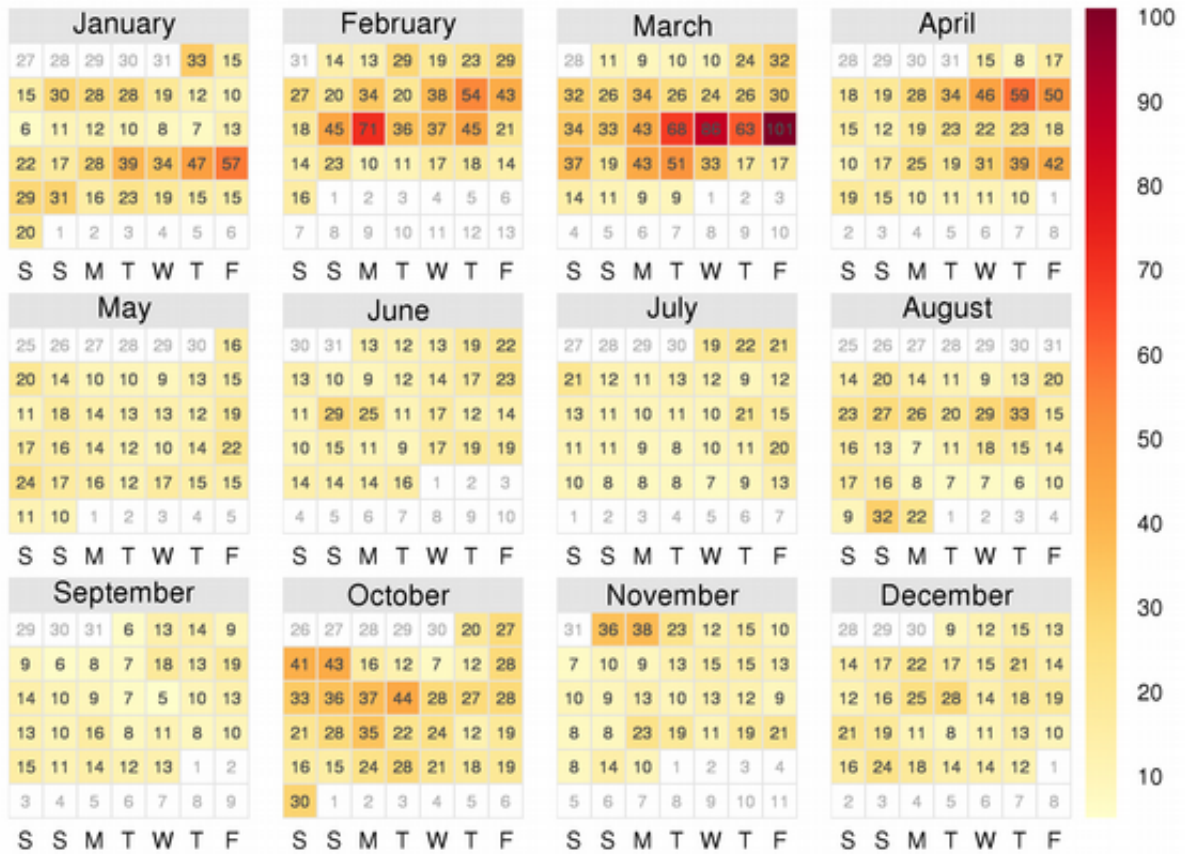 January February March April 100
27 28 29 30 31 33 15 31 14 13 29 19 23 29 28 11 9 10 10 24 32 28 29 30 31 15 8 17
15 30 28 28 19 12 10 27 20 34 20 38 54 43 32 26 34 26 24 26 30 18 19 28 34 46 59 50 90
6 11 12 10 8 7 13 18 45 71 36 37 45 21 34 33 43 68 86 63 101 15 12 19 23 22 23 18
22 17 28 39 34 47 57 14 23 10 11 17 18 14 37 19 43 51 33 17 17 10 17 25 19 31 39 42 80
29 31 16 23 19 15 15 16 1 2 3 4 5 6 14 11 9 9 1 2 3 19 15 10 11 11 10 1
20 1 2 3 4 5 6 7 8 9 10 11 12 13 4 5 6 7 8 9 10 2 3 4 5 6 7 8
S S M T W T F S S M T W T F S S M T W T F S S M T W T F 70
May June July August
25 26 27 28 29 30 16 30 31 13 12 13 19 22 27 28 29 30 19 22 21 25 26 27 28 29 30 31 60
20 14 10 10 9 13 15 13 10 9 12 14 17 23 21 12 11 13 12 9 12 14 20 14 11 9 13 20
11 18 14 13 13 12 19 11 29 25 11 17 12 14 13 11 10 11 10 21 15 23 27 26 20 29 33 15
17 16 14 12 10 14 22 10 15 11 9 17 19 19 11 11 9 8 10 11 20 16 13 7 11 18 15 14 50
24 17 16 12 17 15 15 14 14 14 16 1 2 3 10 8 8 8 7 9 13 17 16 8 7 7 6 10
11 10 1 2 3 4 5 4 5 6 7 8 9 10 1 2 3 4 5 6 7 9 32 22 1 2 3 4 40
S S M T W T F S S M T W T F S S M T W T F S S M T W T F
September October November December 30
29 30 31 6 13 14 9 26 27 28 29 30 20 27 31 36 38 23 12 15 10 28 29 30 9 12 15 13
9 6 8 7 18 13 19 41 43 16 12 7 12 28 7 10 9 13 15 15 13 14 17 22 17 15 21 14
14 10 9 7 5 10 13 33 36 37 44 28 27 28 10 9 13 10 13 12 9 12 16 25 28 14 18 19 20
13 10 16 8 11 8 10 21 28 35 22 24 12 19 8 8 23 19 11 19 21 21 19 11 8 11 13 10
15 11 14 12 13 1 2 16 15 24 28 21 18 19 8 14 10 1 2 3 4 16 24 18 14 14 12 1 10
3 4 5 6 7 8 9 30 1 2 3 4 5 6 5 6 7 8 9 10 11 2 3 4 5 6 7 8
S S M T W T F S S M T W T F S S M T W T F S S M T W T F